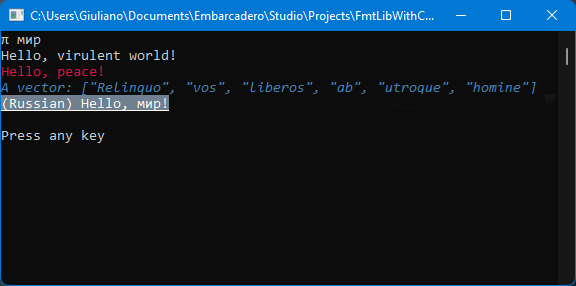 C:\Users\Giuliano\Documents\Embarcadero\Studio\Projects\FmtLibWithC...
π мир
Hello, virulent world!
Hello, peace!
A vector: ["Relinquo", "vos", "liberos", "ab", "utroque", "homine"]
(Russian) Hello, мир!
Press any key